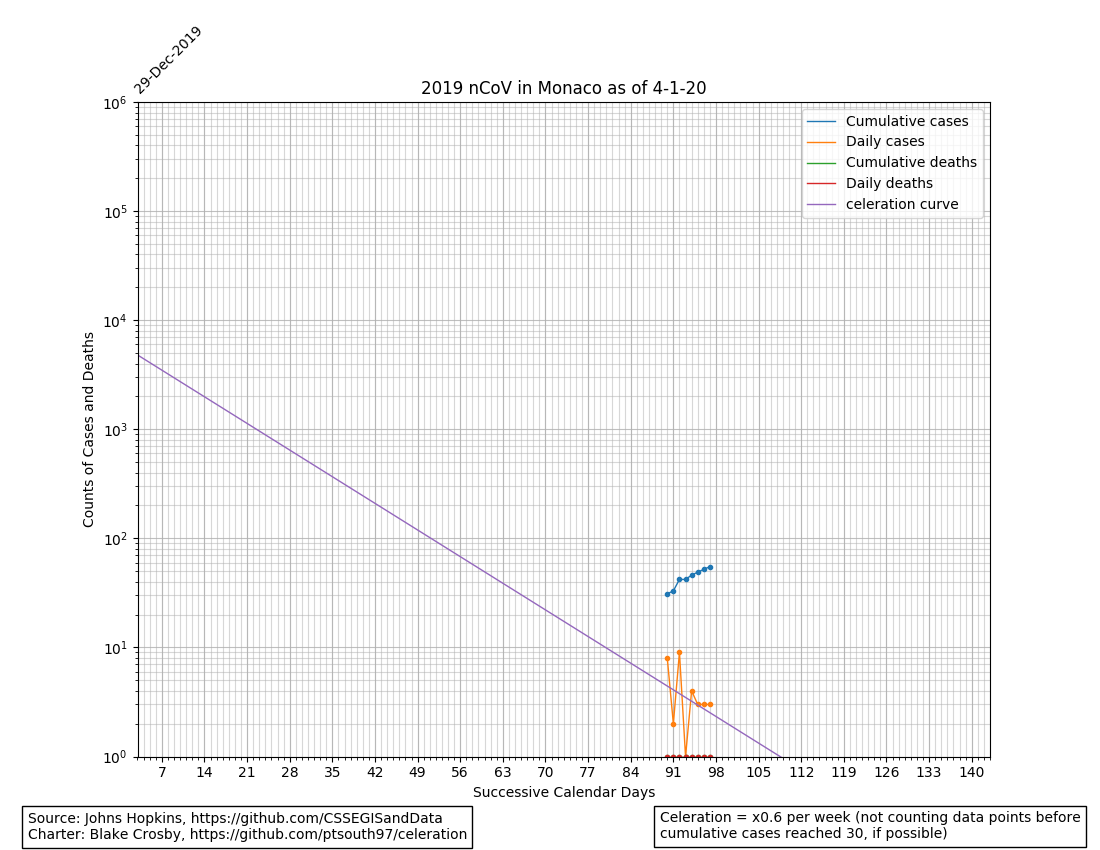 29-Dec-2019
2019 nCoV in Monaco as of 4-1-20
Cumulative cases
Daily cases
Cumulative deaths
Daily deaths
celeration curve
Counts of Cases and Deaths
10^6
10^5
10^4
10^3
10^2
10^1
10^0
7 14 21 28 35 42 49 56 63 70 77 84 91 98 105 112 119 126 133 140
Successive Calendar Days
Source: Johns Hopkins, https://github.com/CSSEGISandData
Charter: Blake Crosby, https://github.com/ptsouth97/celeration
Celeration = x0.6 per week (not counting data points before
cumulative cases reached 30, if possible)